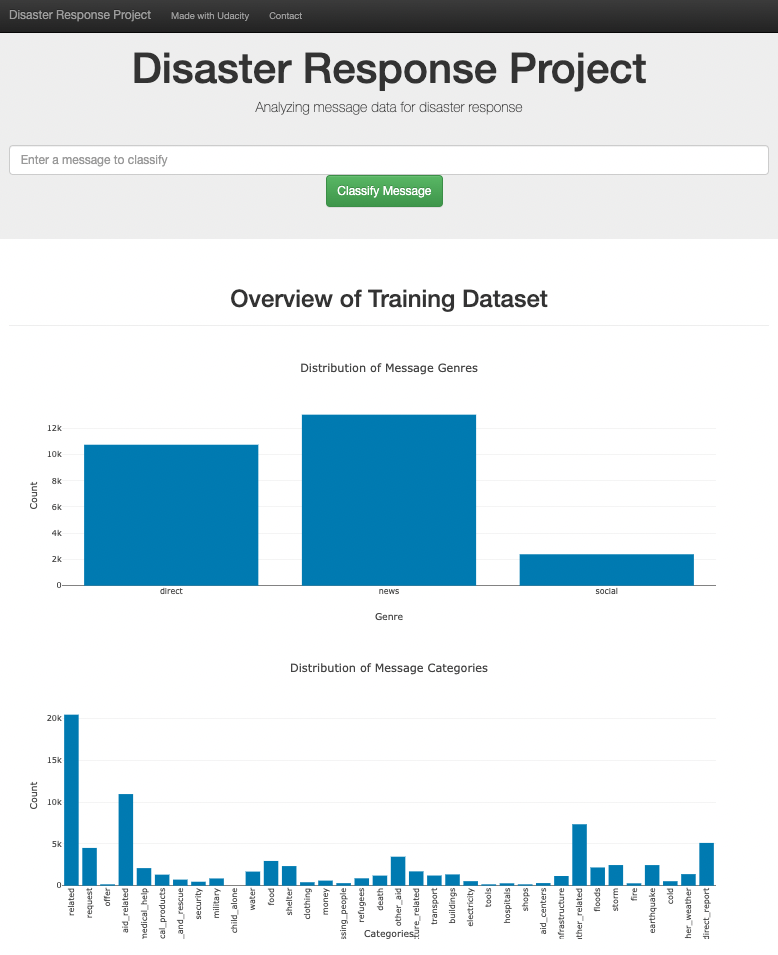 Disaster Response Project Made with Udacity Contact
Disaster Response Project
Analyzing message data for disaster response
Enter a message to classify
Classify Message
Overview of Training Dataset
Distribution of Message Genres
12k
10k
8k
6k
4k
2k
0
Count
direct news social
Genre
Distribution of Message Categories
20k
15k
10k
5k
0
Count
related
request
offer
aid_related
medical_help
cal_products
_and_rescue
security
military
child_alone
water
food
shelter
clothing
money
ssing_people
refugees
death
other_aid
ture_related
transport
buildings
electricity
tools
hospitals
shops
aid_centers
nfrastructure
ther_related
floods
storm
fire
earthquake
cold
her_weather
direct_report
Categories